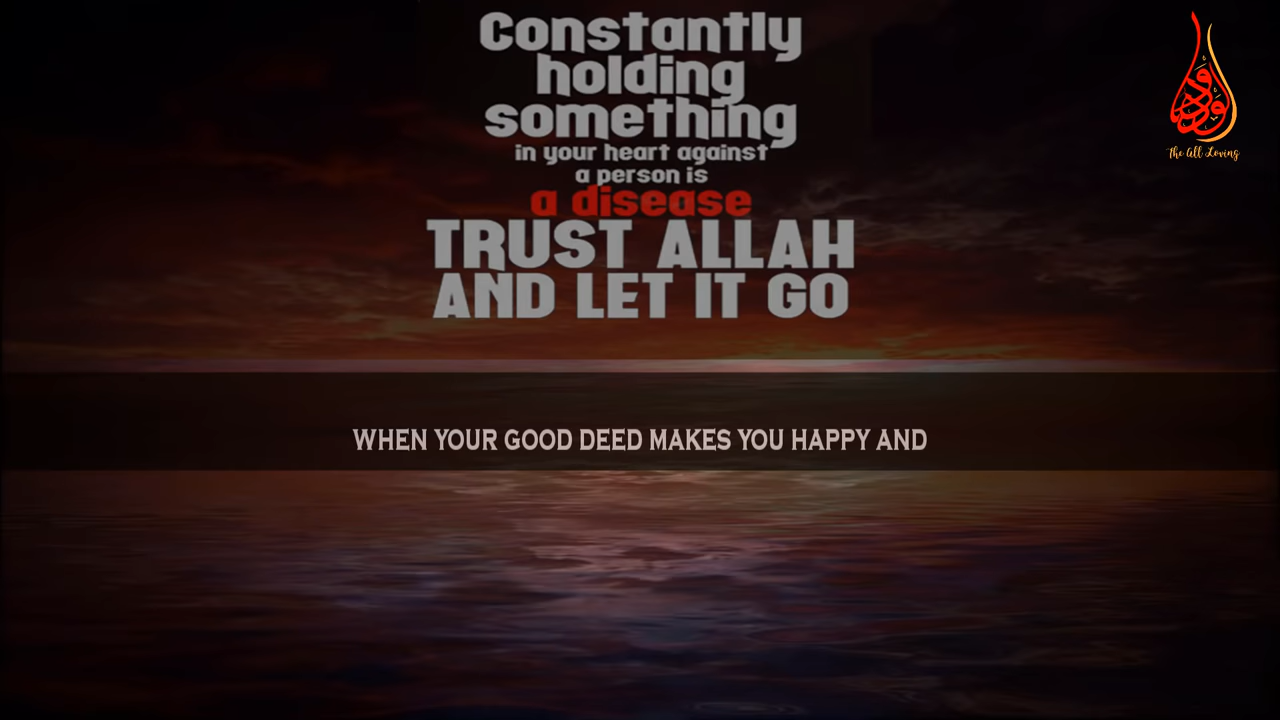 Constantly
holding
something
in your heart against
a person is
a disease
TRUST ALLAH
AND LET IT GO
The All Loving
WHEN YOUR GOOD DEED MAKES YOU HAPPY AND